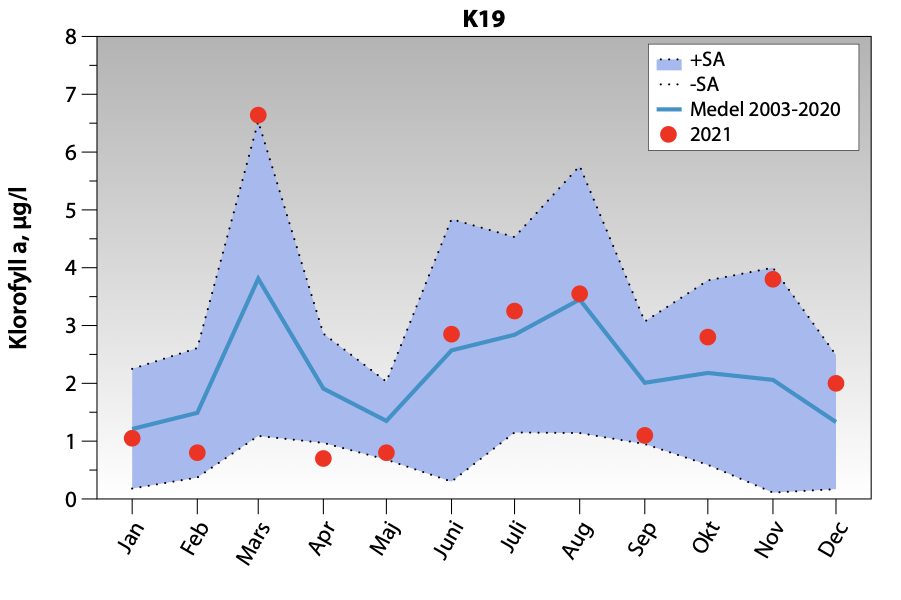 K19
Klorofyll a, µg/l
8
7
6
5
4
3
2
1
0
+SA
-SA
Medel 2003-2020
2021
Jan
Feb
Mars
Apr
Maj
Juni
Juli
Aug
Sep
Okt
Nov
Dec